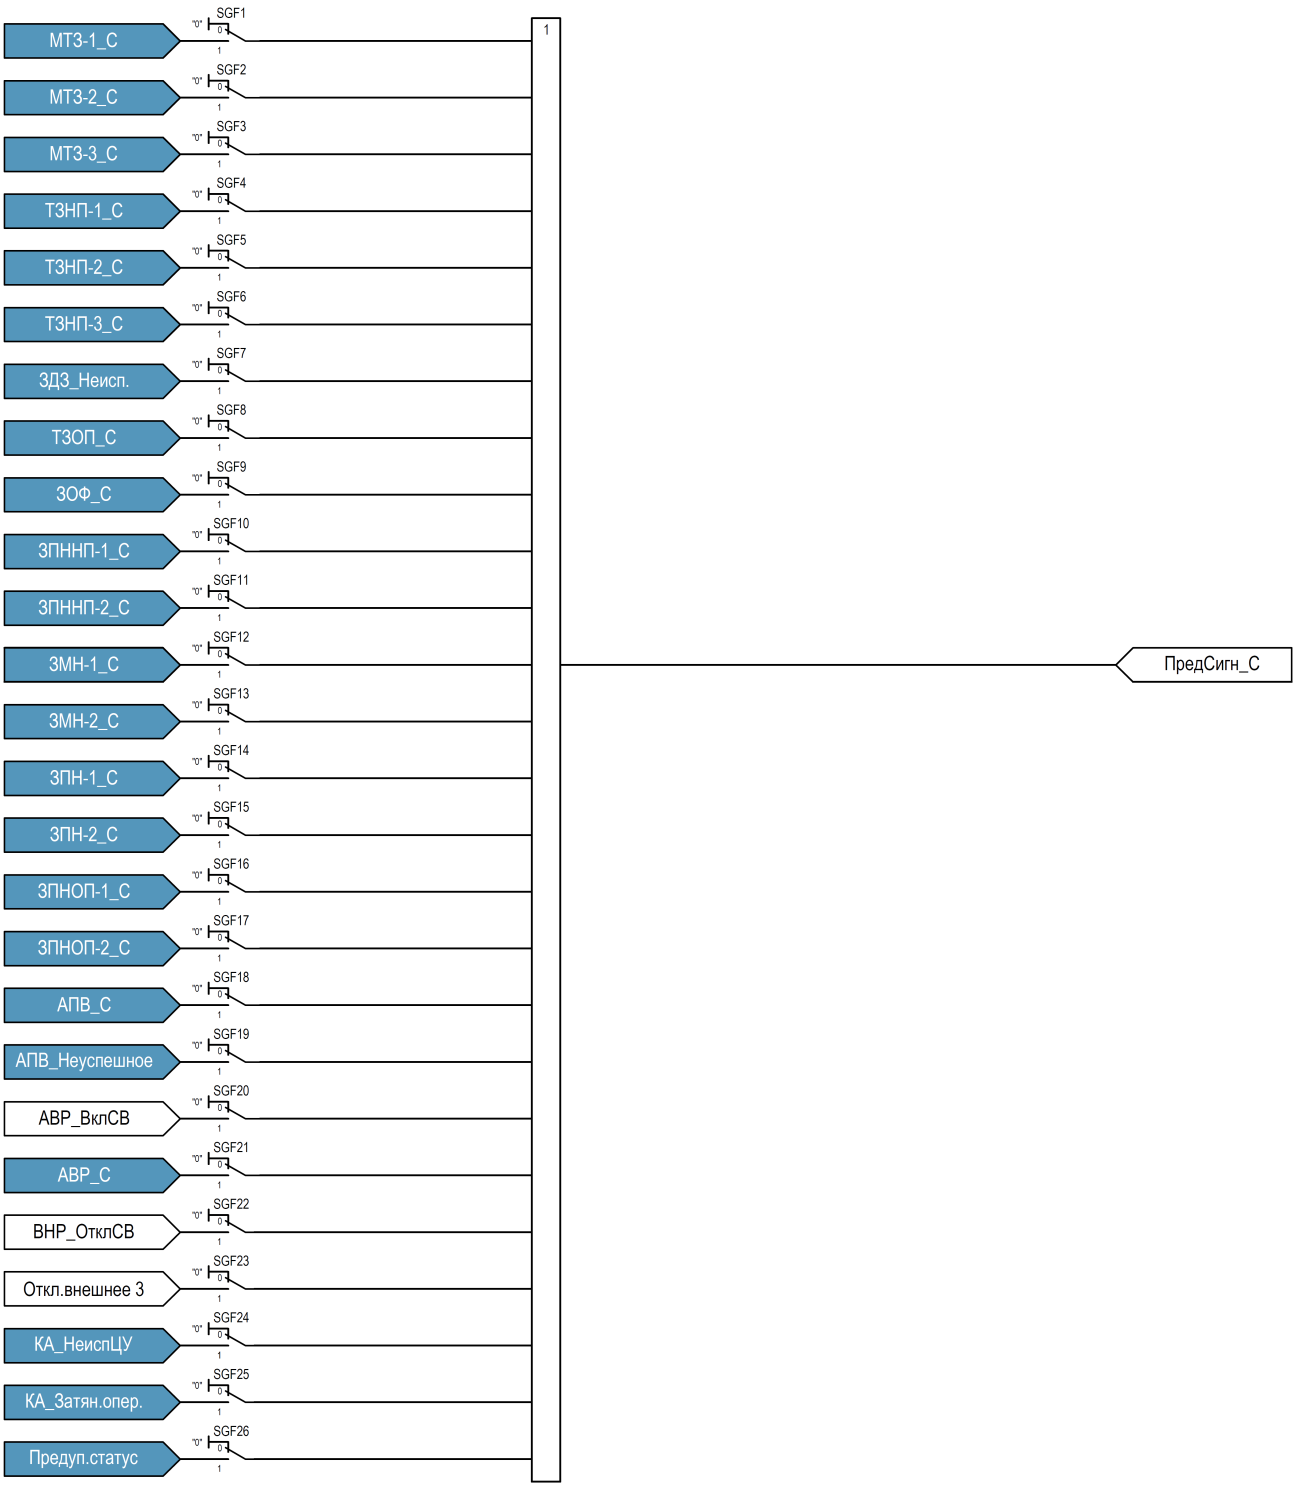 SGF1
"0"
0
МТЗ-1_С
1
1
SGF2
"0"
0
МТЗ-2_С
1
SGF3
"0"
0
МТЗ-3_С
1
SGF4
"0"
0
ТЗНП-1_С
1
SGF5
"0"
0
ТЗНП-2_С
1
SGF6
"0"
0
ТЗНП-3_С
1
SGF7
"0"
0
ЗДЗ_Неисп.
1
SGF8
"0"
0
ТЗОП_С
1
SGF9
"0"
0
ЗОФ_С
1
SGF10
"0"
0
ЗПННП-1_С
1
SGF11
"0"
0
ЗПННП-2_С
1
SGF12
"0"
0
ЗМН-1_С
ПредСигн_С
1
SGF13
"0"
0
ЗМН-2_С
1
SGF14
"0"
0
ЗПН-1_С
1
SGF15
"0"
0
ЗПН-2_С
1
SGF16
"0"
0
ЗПНОП-1_С
1
SGF17
"0"
0
ЗПНОП-2_С
1
SGF18
"0"
0
АПВ_С
1
SGF19
"0"
0
АПВ_Неуспешное
1
SGF20
"0"
0
АВР_ВклСВ
1
SGF21
"0"
0
АВР_С
1
SGF22
"0"
0
ВНР_ОтклСВ
1
SGF23
"0"
0
Откл.внешнее 3
1
SGF24
"0"
0
КА_НеиспЦУ
1
SGF25
"0"
0
КА_Затян.опер.
1
SGF26
"0"
0
Предуп.статус
1